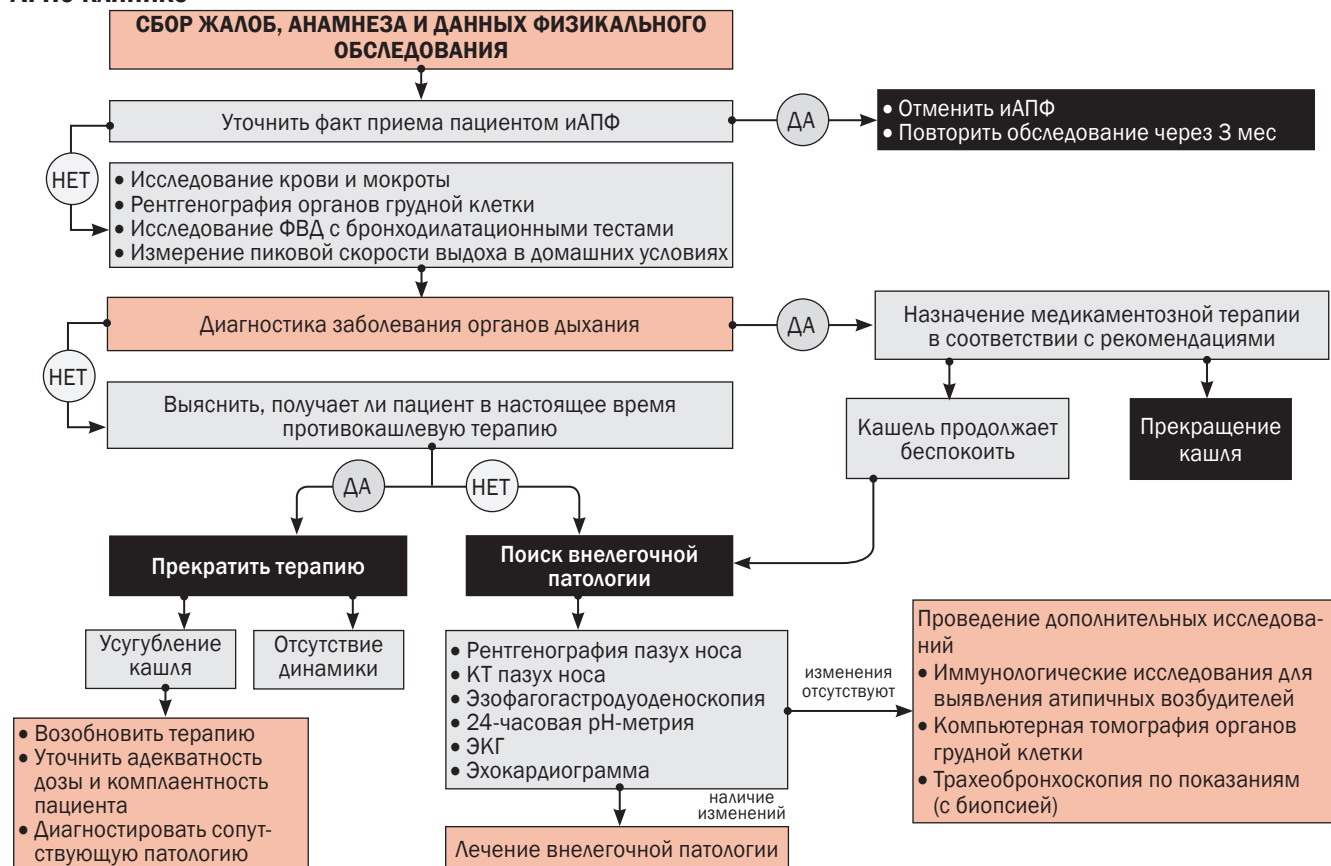 СБОР ЖАЛОБ, АНАМНЕЗА И ДАННЫХ ФИЗИКАЛЬНОГО
ОБСЛЕДОВАНИЯ
Уточнить факт приема пациентом иАПФ
ДА
• Отменить иАПФ
• Повторить обследование через 3 мес
НЕТ
• Исследование крови и мокроты
• Рентгенография органов грудной клетки
• Исследование ФВД с бронходилатационными тестами
• Измерение пиковой скорости выдоха в домашних условиях
Диагностика заболевания органов дыхания
ДА
Назначение медикаментозной терапии
в соответствии с рекомендациями
НЕТ
Выяснить, получает ли пациент в настоящее время
противокашлевую терапию
Кашель продолжает
беспокоить
Прекращение
кашля
ДА
НЕТ
Прекратить терапию
Поиск внелегочной
патологии
Усугубление
кашля
Отсутствие
динамики
• Рентгенография пазух носа
• КТ пазух носа
• Эзофагогастродуоденоскопия
• 24-часовая pH-метрия
• ЭКГ
• Эхокардиограмма
изменения
отсутствуют
Проведение дополнительных исследова-
ний
• Иммунологические исследования для
выявления атипичных возбудителей
• Компьютерная томография органов
грудной клетки
• Трахеобронхоскопия по показаниям
(с биопсией)
• Возобновить терапию
• Уточнить адекватность
дозы и комплаентность
пациента
• Диагностировать сопут-
ствующую патологию
наличие
изменений
Лечение внелегочной патологии